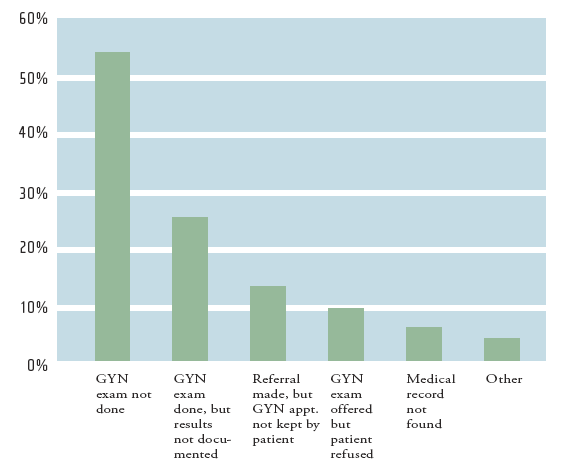 60%
50%
40%
30%
20%
10%
0%
GYN
exam not
done
GYN
exam
done, but
results
not docu-
mented
Referral
made, but
GYN appt.
not kept by
patient
GYN
exam
offered
but
patient
refused
Medical
record
not
found
Other